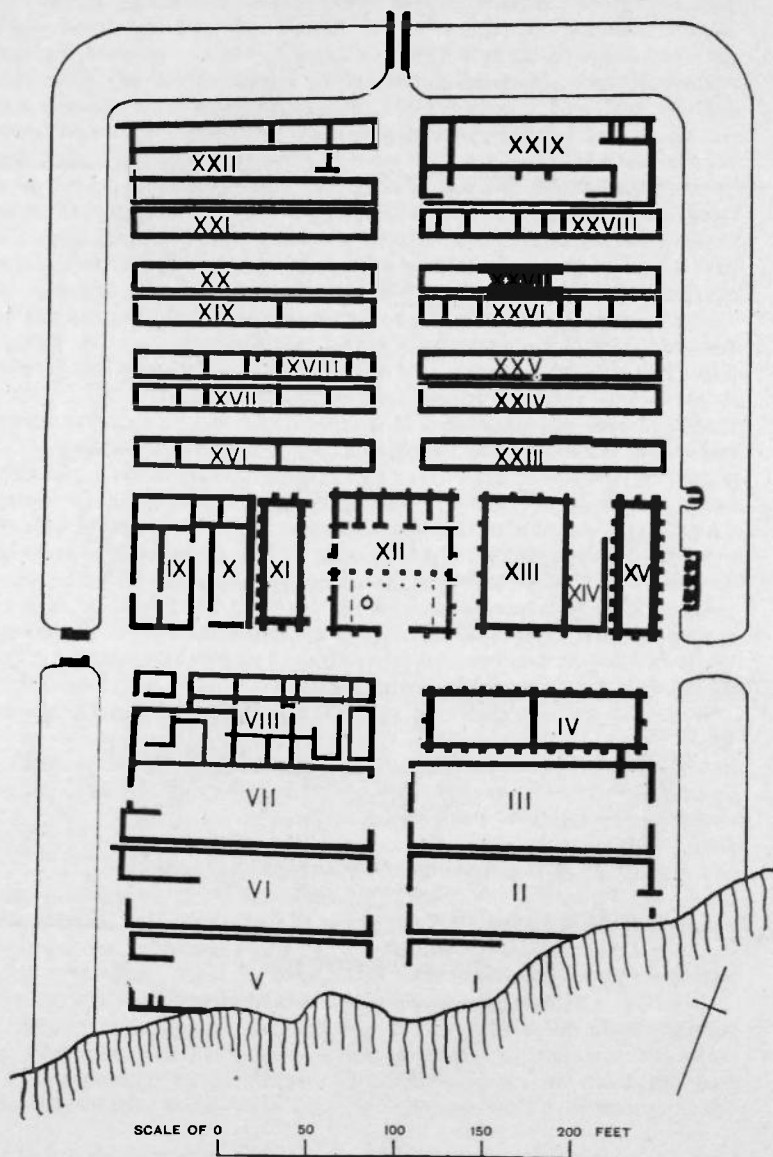 XXII XXIX
XXI XXVIII
XX XXVII
XIX XXVI
XVIII XXV
XVII XXIV
XVI XXIII
IX X XI XII XIII XIV XV
VIII IV
VII III
VI II
V I
SCALE OF 0 50 100 150 200 FEET